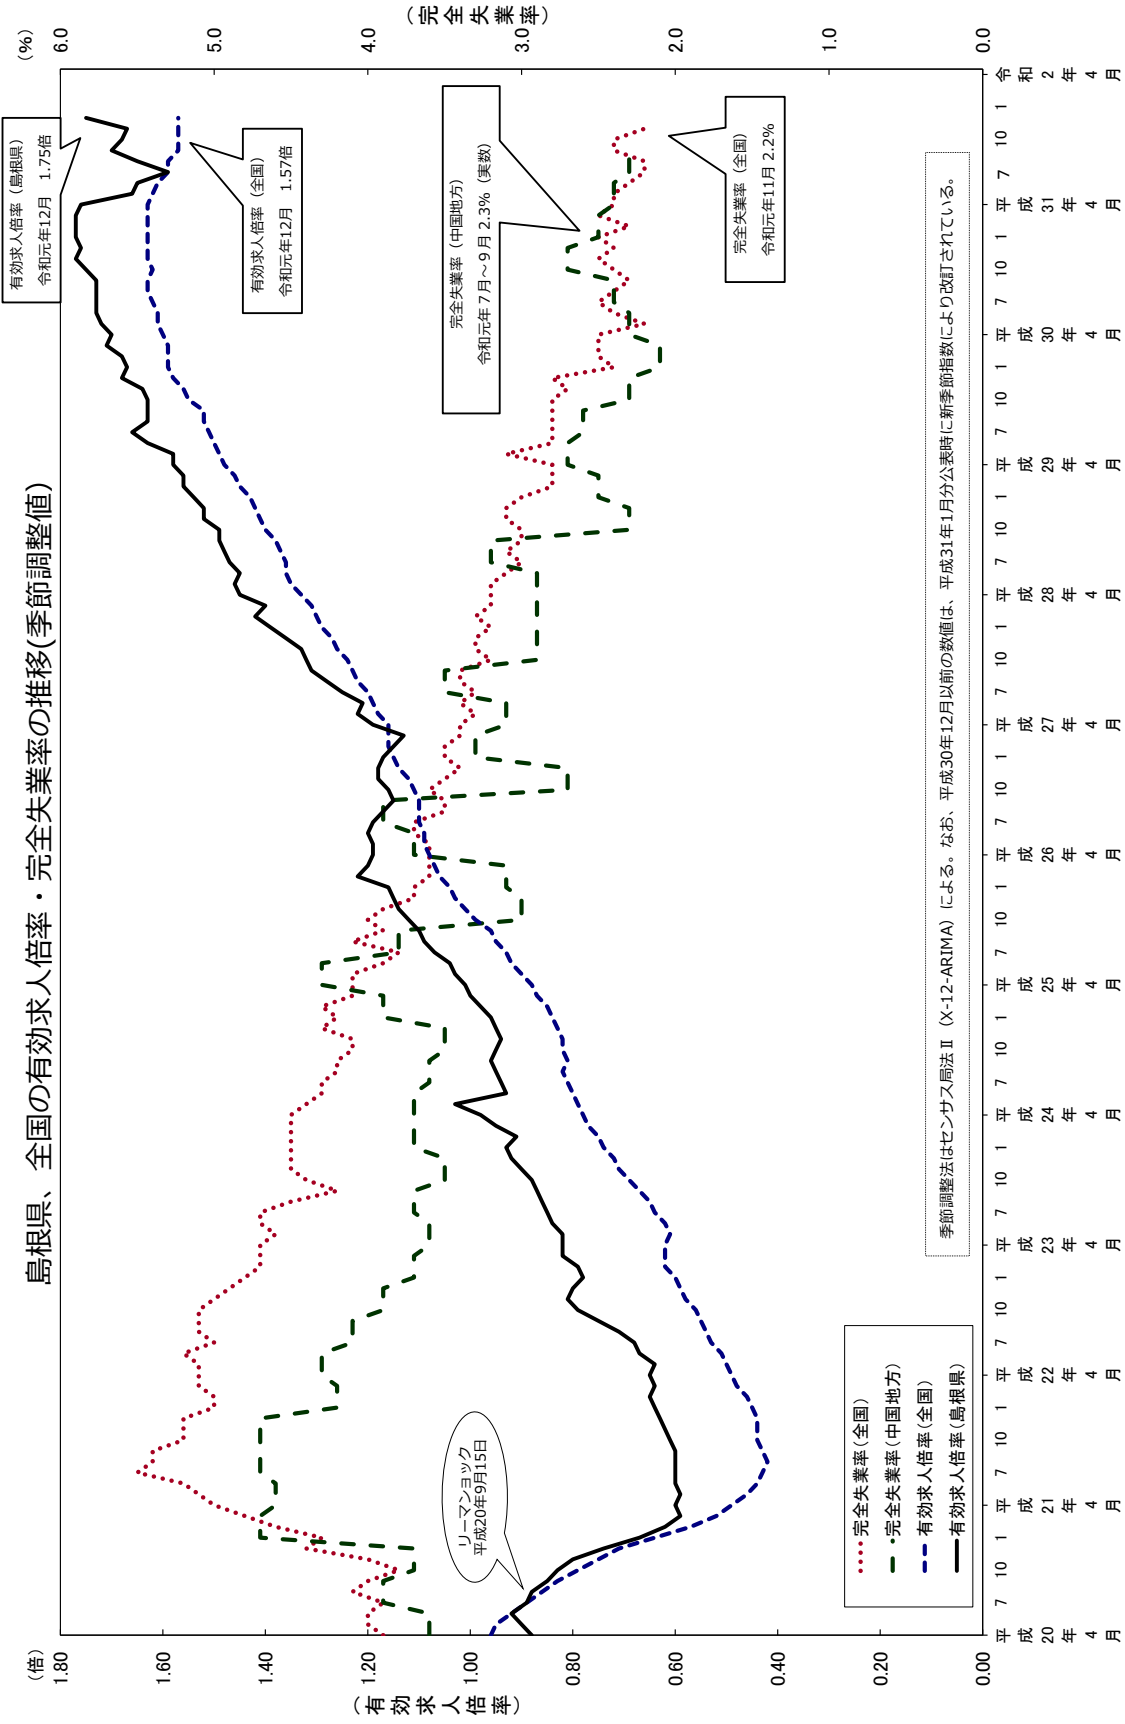 島根県、全国の有効求人倍率・完全失業率の推移(季節調整値)
(倍)
(%)
1.80
1.60
1.40
1.20
1.00
0.80
0.60
0.40
0.20
0.00
(有効求人倍率)
6.0
5.0
4.0
3.0
2.0
1.0
0.0
(完全失業率)
有効求人倍率(島根県)
令和元年12月 1.75倍
有効求人倍率(全国)
令和元年12月 1.57倍
完全失業率(中国地方)
令和元年7月~9月 2.3%(実数)
完全失業率(全国)
令和元年11月 2.2%
リーマンショック
平成20年9月15日
完全失業率(全国)
完全失業率(中国地方)
有効求人倍率(全国)
有効求人倍率(島根県)
季節調整法はセンサス局法Ⅱ(X-12-ARIMA)による。なお、平成30年12月以前の数値は、平成31年1月分公表時に新季節指数により改訂されている。
平成20年4月
7
10
1
平成21年4月
7
10
1
平成22年4月
7
10
1
平成23年4月
7
10
1
平成24年4月
7
10
1
平成25年4月
7
10
1
平成26年4月
7
10
1
平成27年4月
7
10
1
平成28年4月
7
10
1
平成29年4月
7
10
1
平成30年4月
7
10
1
平成31年4月
7
10
1
令和2年4月